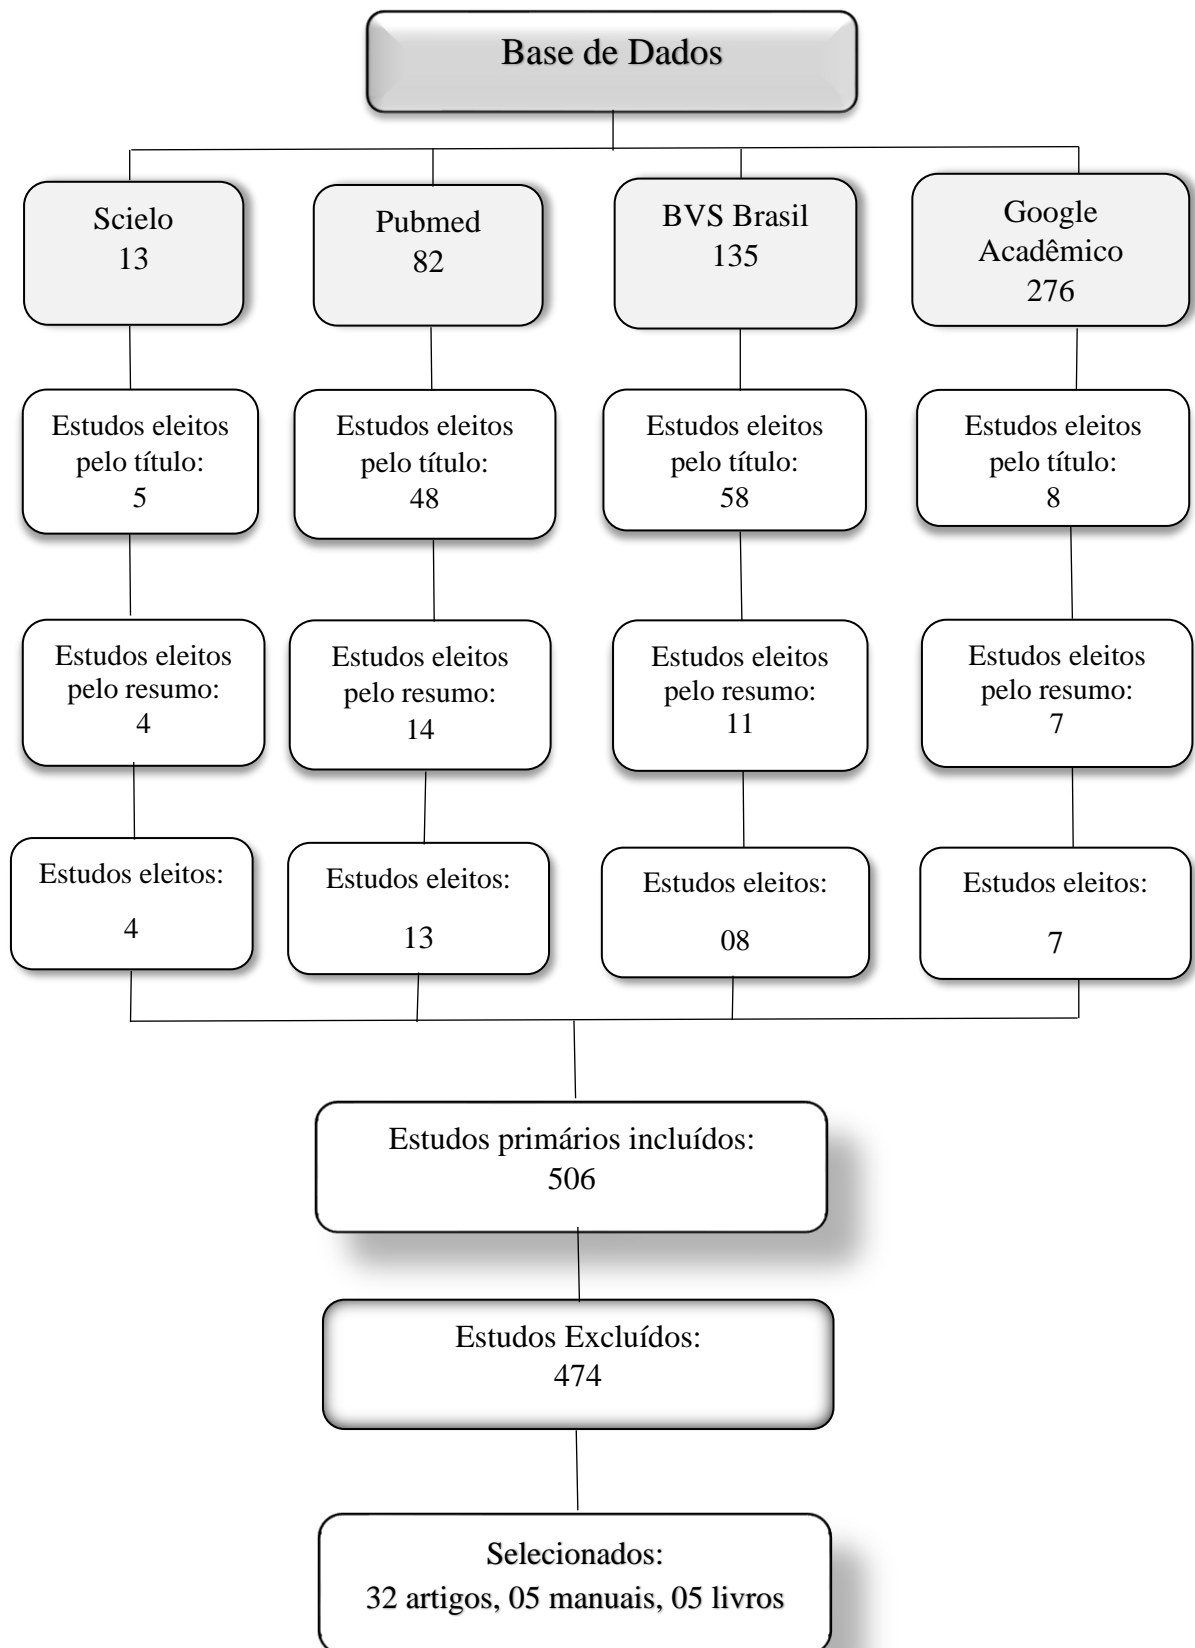 Base de Dados
Scielo
13
Pubmed
82
BVS Brasil
135
Google
Acadêmico
276
Estudos eleitos
pelo título:
5
Estudos eleitos
pelo título:
48
Estudos eleitos
pelo título:
58
Estudos eleitos
pelo título:
8
Estudos eleitos
pelo resumo:
4
Estudos eleitos
pelo resumo:
14
Estudos eleitos
pelo resumo:
11
Estudos eleitos
pelo resumo:
7
Estudos eleitos:
4
Estudos eleitos:
13
Estudos eleitos:
08
Estudos eleitos:
7
Estudos primários incluídos:
506
Estudos Excluídos:
474
Selecionados:
32 artigos, 05 manuais, 05 livros